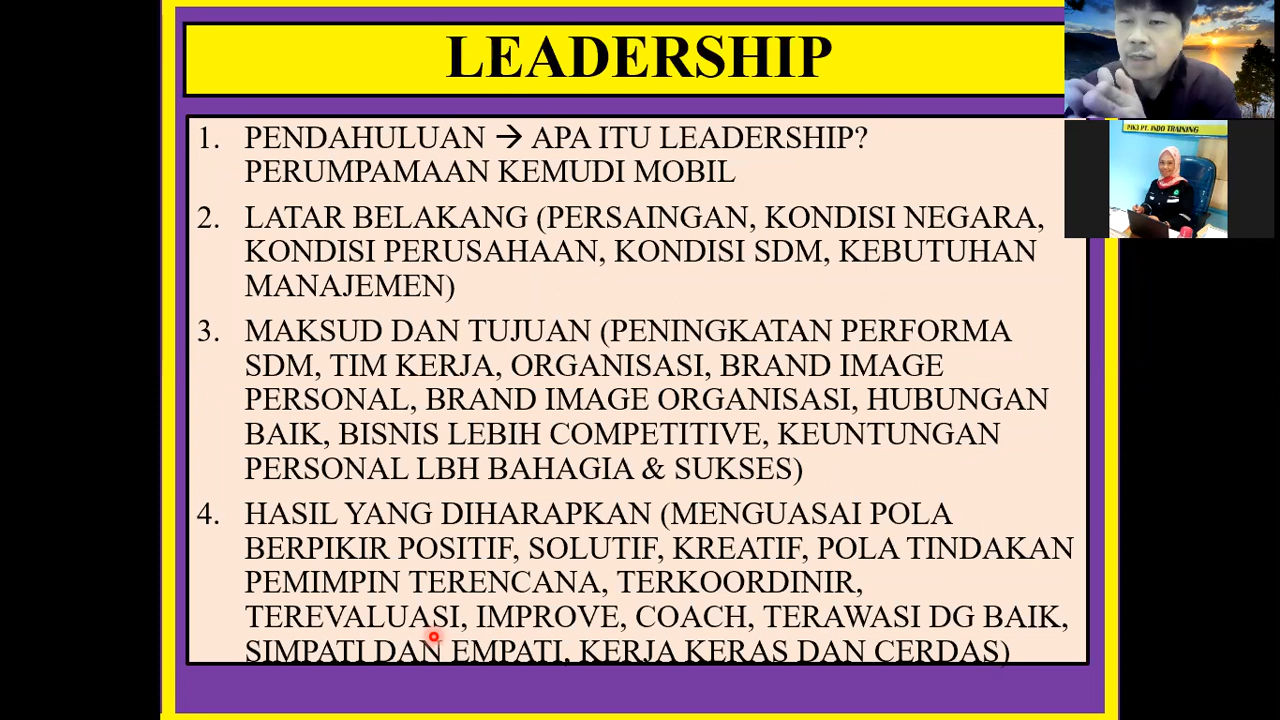 LEADERSHIP
1. PENDAHULUAN → APA ITU LEADERSHIP?
PERUMPAMAAN KEMUDI MOBIL
2. LATAR BELAKANG (PERSAINGAN, KONDISI NEGARA,
KONDISI PERUSAHAAN, KONDISI SDM, KEBUTUHAN
MANAJEMEN)
3. MAKSUD DAN TUJUAN (PENINGKATAN PERFORMA
SDM, TIM KERJA, ORGANISASI, BRAND IMAGE
PERSONAL, BRAND IMAGE ORGANISASI, HUBUNGAN
BAIK, BISNIS LEBIH COMPETITIVE, KEUNTUNGAN
PERSONAL LBH BAHAGIA & SUKSES)
4. HASIL YANG DIHARAPKAN (MENGUASAI POLA
BERPIKIR POSITIF, SOLUTIF, KREATIF, POLA TINDAKAN
PEMIMPIN TERENCANA, TERKOORDINIR,
TEREVALUASI, IMPROVE, COACH, TERAWASI DG BAIK,
SIMPATI DAN EMPATI, KERJA KERAS DAN CERDAS)
PJK3 PT. INDO TRAINING